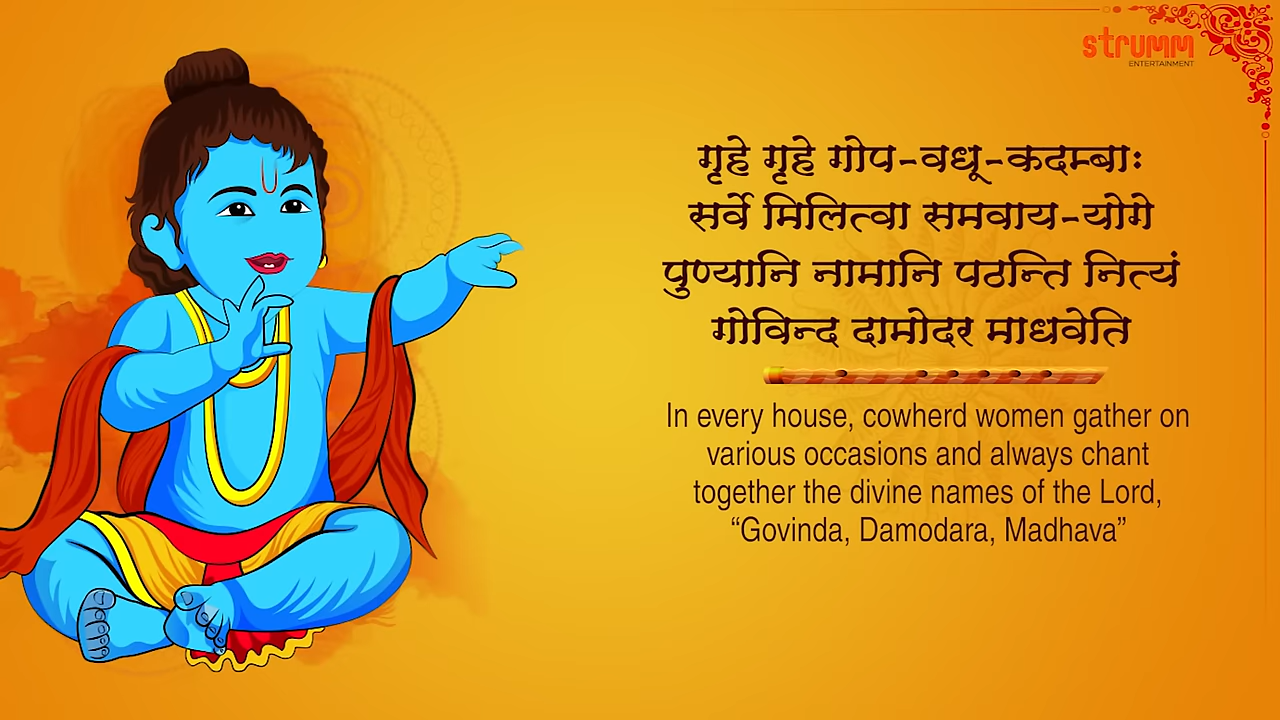 strumm
ENTERTAINMENT
गृहे गृहे गोप-वधू-कदम्बाः
सर्वे मिलित्वा समवाय-योगे
पुण्यानि नामानि पठन्ति नित्यं
गोविन्द दामोदर माधवेति
In every house, cowherd women gather on
various occasions and always chant
together the divine names of the Lord,
“Govinda, Damodara, Madhava”